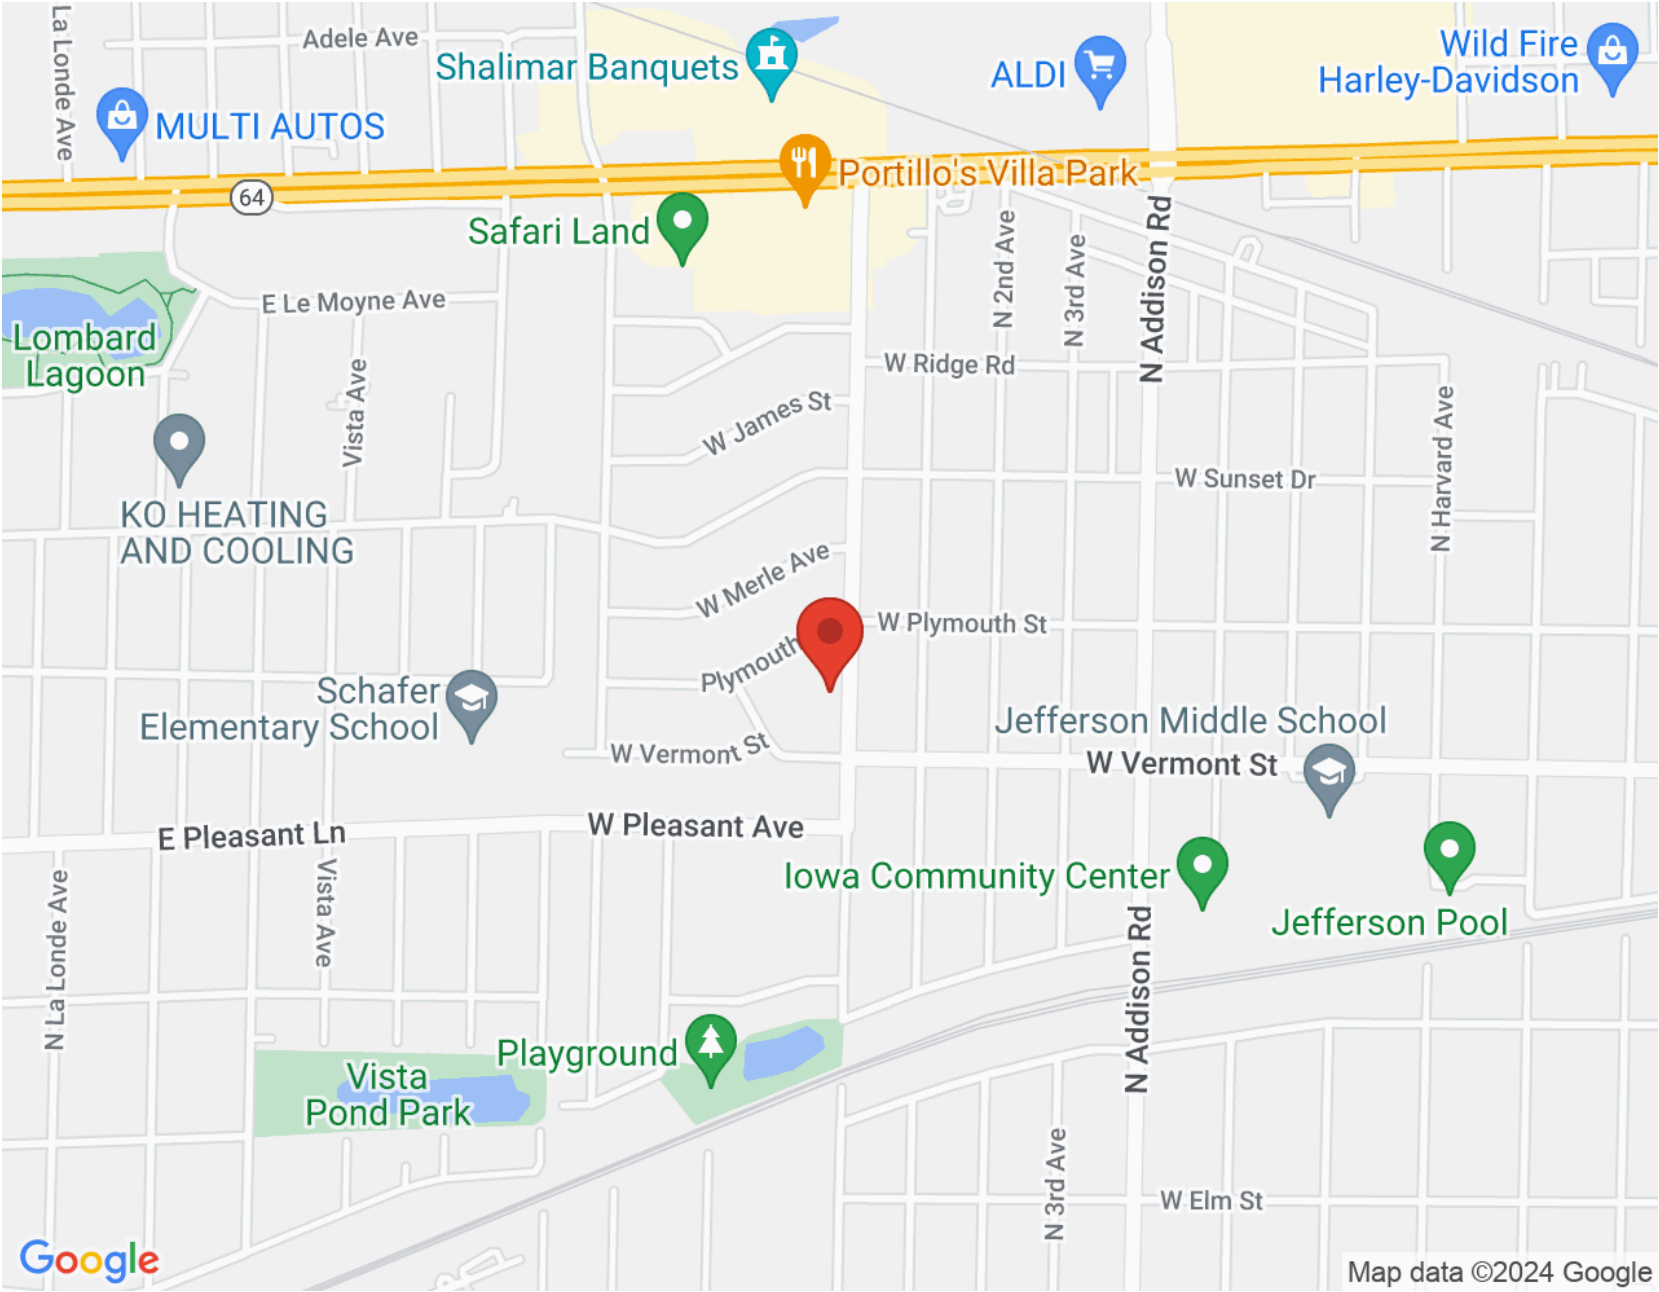 La Londe Ave
Adele Ave
Shalimar Banquets
ALDI
Wild Fire
Harley-Davidson
MULTI AUTOS
Portillo's Villa Park
64
Safari Land
N 2nd Ave
N 3rd Ave
N Addison Rd
E Le Moyne Ave
Lombard
Lagoon
Vista Ave
W Ridge Rd
W James St
N Harvard Ave
W Sunset Dr
KO HEATING
AND COOLING
W Merle Ave
W Plymouth St
Plymouth
Schafer
Elementary School
Jefferson Middle School
W Vermont St
W Vermont St
E Pleasant Ln
W Pleasant Ave
Iowa Community Center
Vista Ave
N La Londe Ave
Jefferson Pool
N Addison Rd
Playground
Vista
Pond Park
N 3rd Ave
W Elm St
Google
Map data ©2024 Google